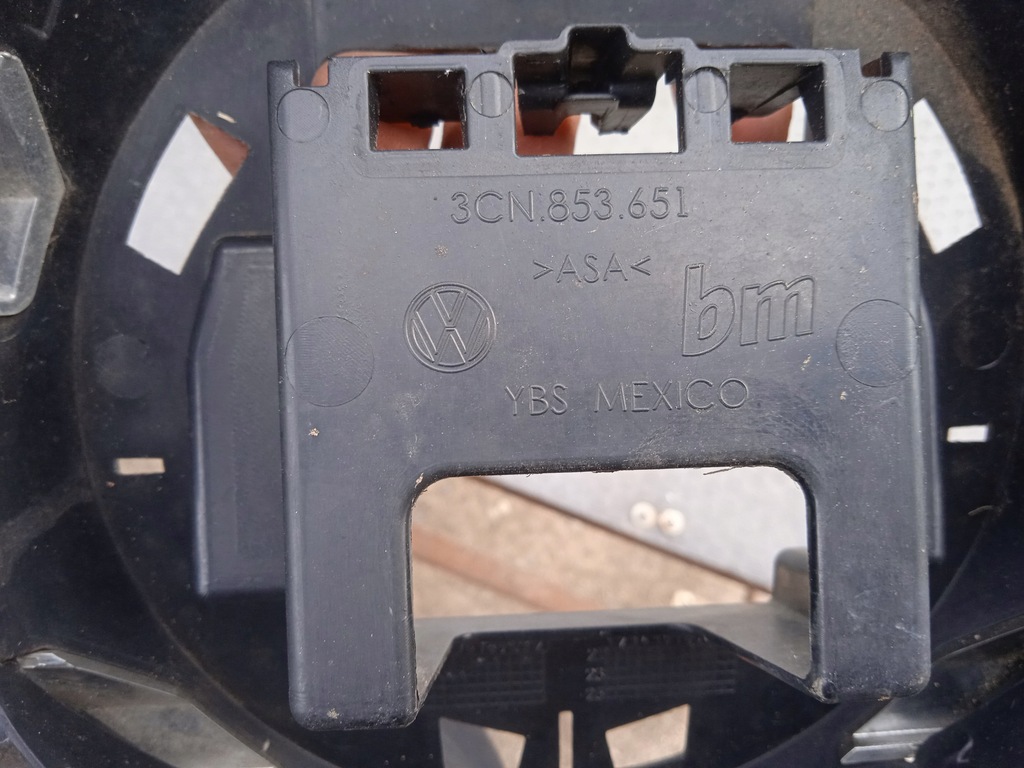 3CN.853.651
>ASA<
bm
YBS MEXICO